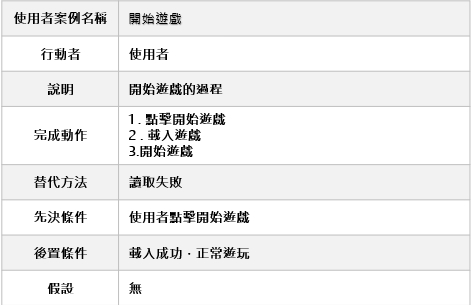 使用者案例名稱 開始遊戲
行動者 使用者
說明 開始遊戲的過程
完成動作 1 . 點擊開始遊戲
2 . 載入遊戲
3.開始遊戲
替代方法 讀取失敗
先決條件 使用者點擊開始遊戲
後置條件 載入成功，正常遊玩
假設 無